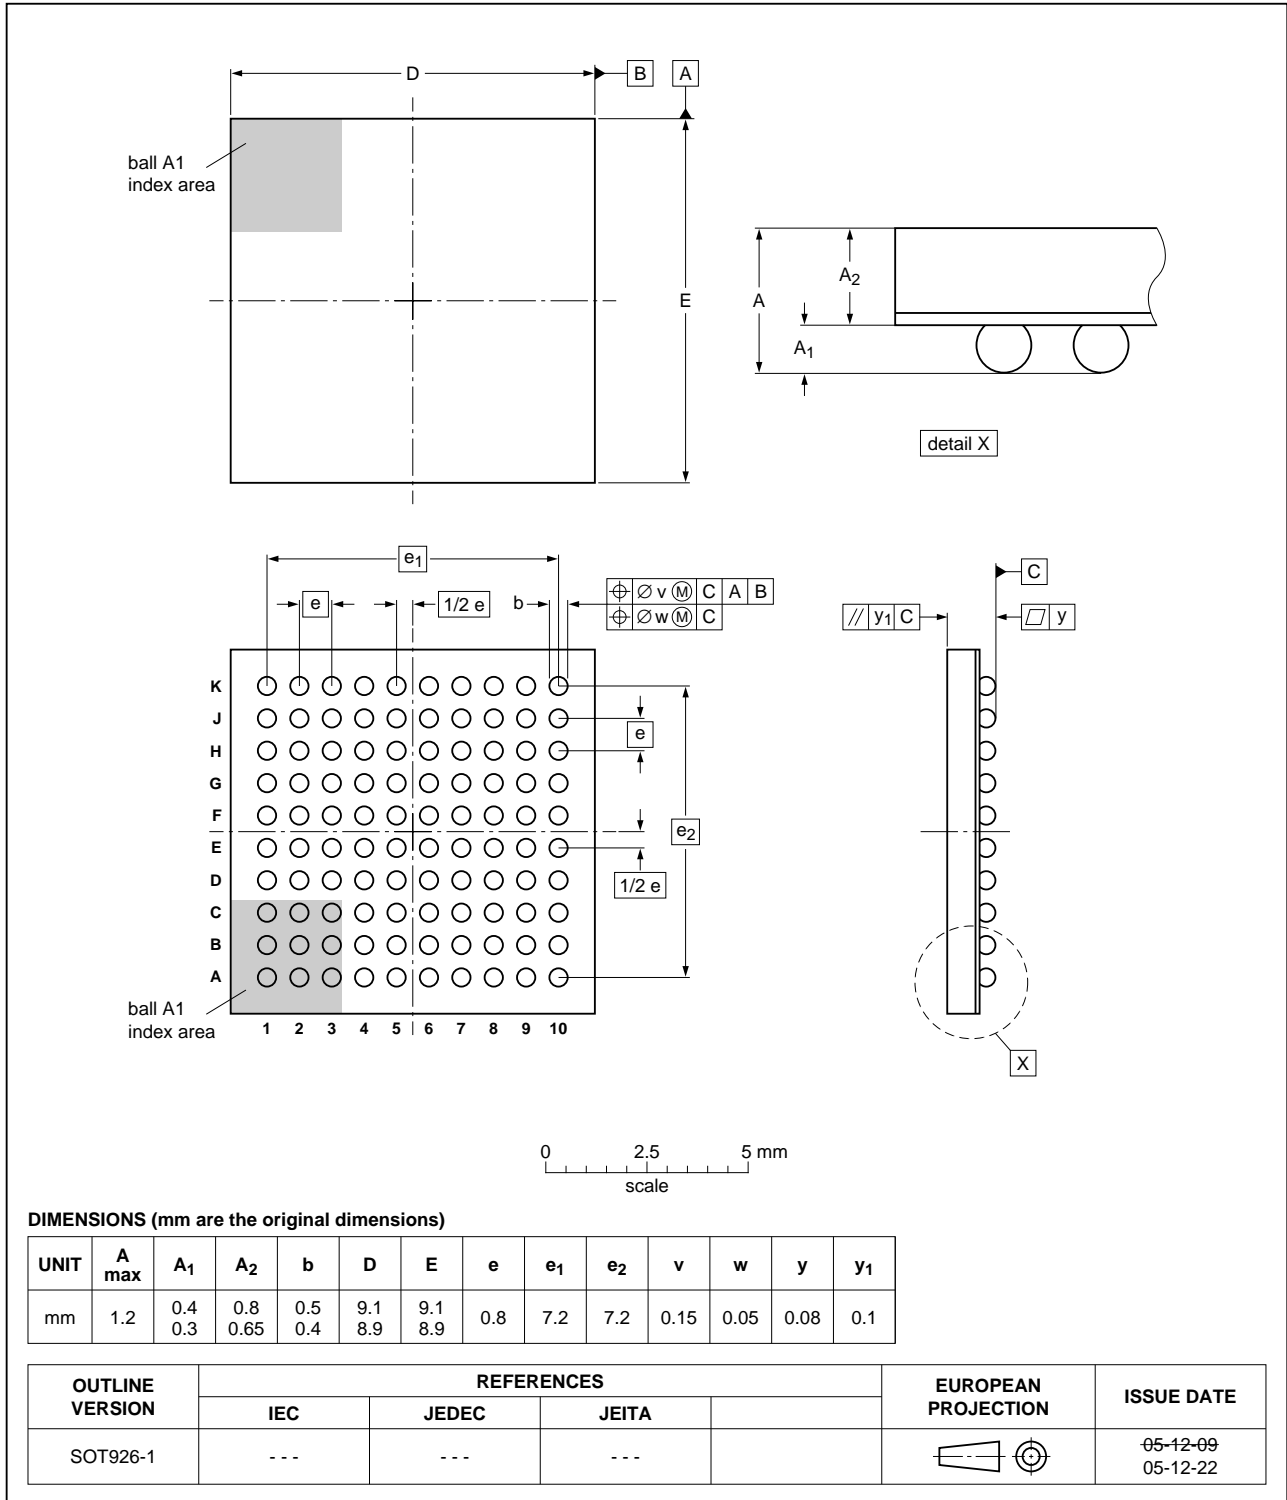 D
B
A
ball A1
index area
E
A
A2
A1
detail X
e1
e
1/2 e
b
Ø v M C A B
Ø w M C
C
// y1 C
y
K
J
H
G
F
E
D
C
B
A
e
e2
1/2 e
ball A1
index area
1 2 3 4 5 6 7 8 9 10
X
0 2.5 5 mm
scale
DIMENSIONS (mm are the original dimensions)
UNIT A max A1 A2 b D E e e1 e2 v w y y1
mm 1.2 0.4 0.3 0.8 0.65 0.5 0.4 9.1 8.9 9.1 8.9 0.8 7.2 7.2 0.15 0.05 0.08 0.1
OUTLINE VERSION REFERENCES EUROPEAN PROJECTION ISSUE DATE
IEC JEDEC JEITA
SOT926-1 - - - - - - - - - 05-12-09
05-12-22